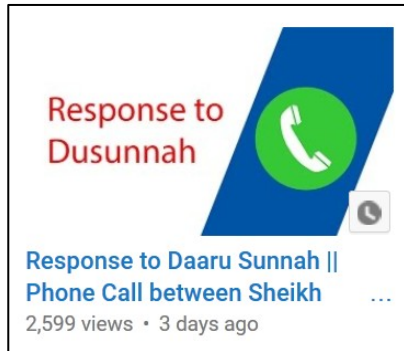 Response to
Dusunnah
Response to Daaru Sunnah ||
Phone Call between Sheikh ...
2,599 views • 3 days ago